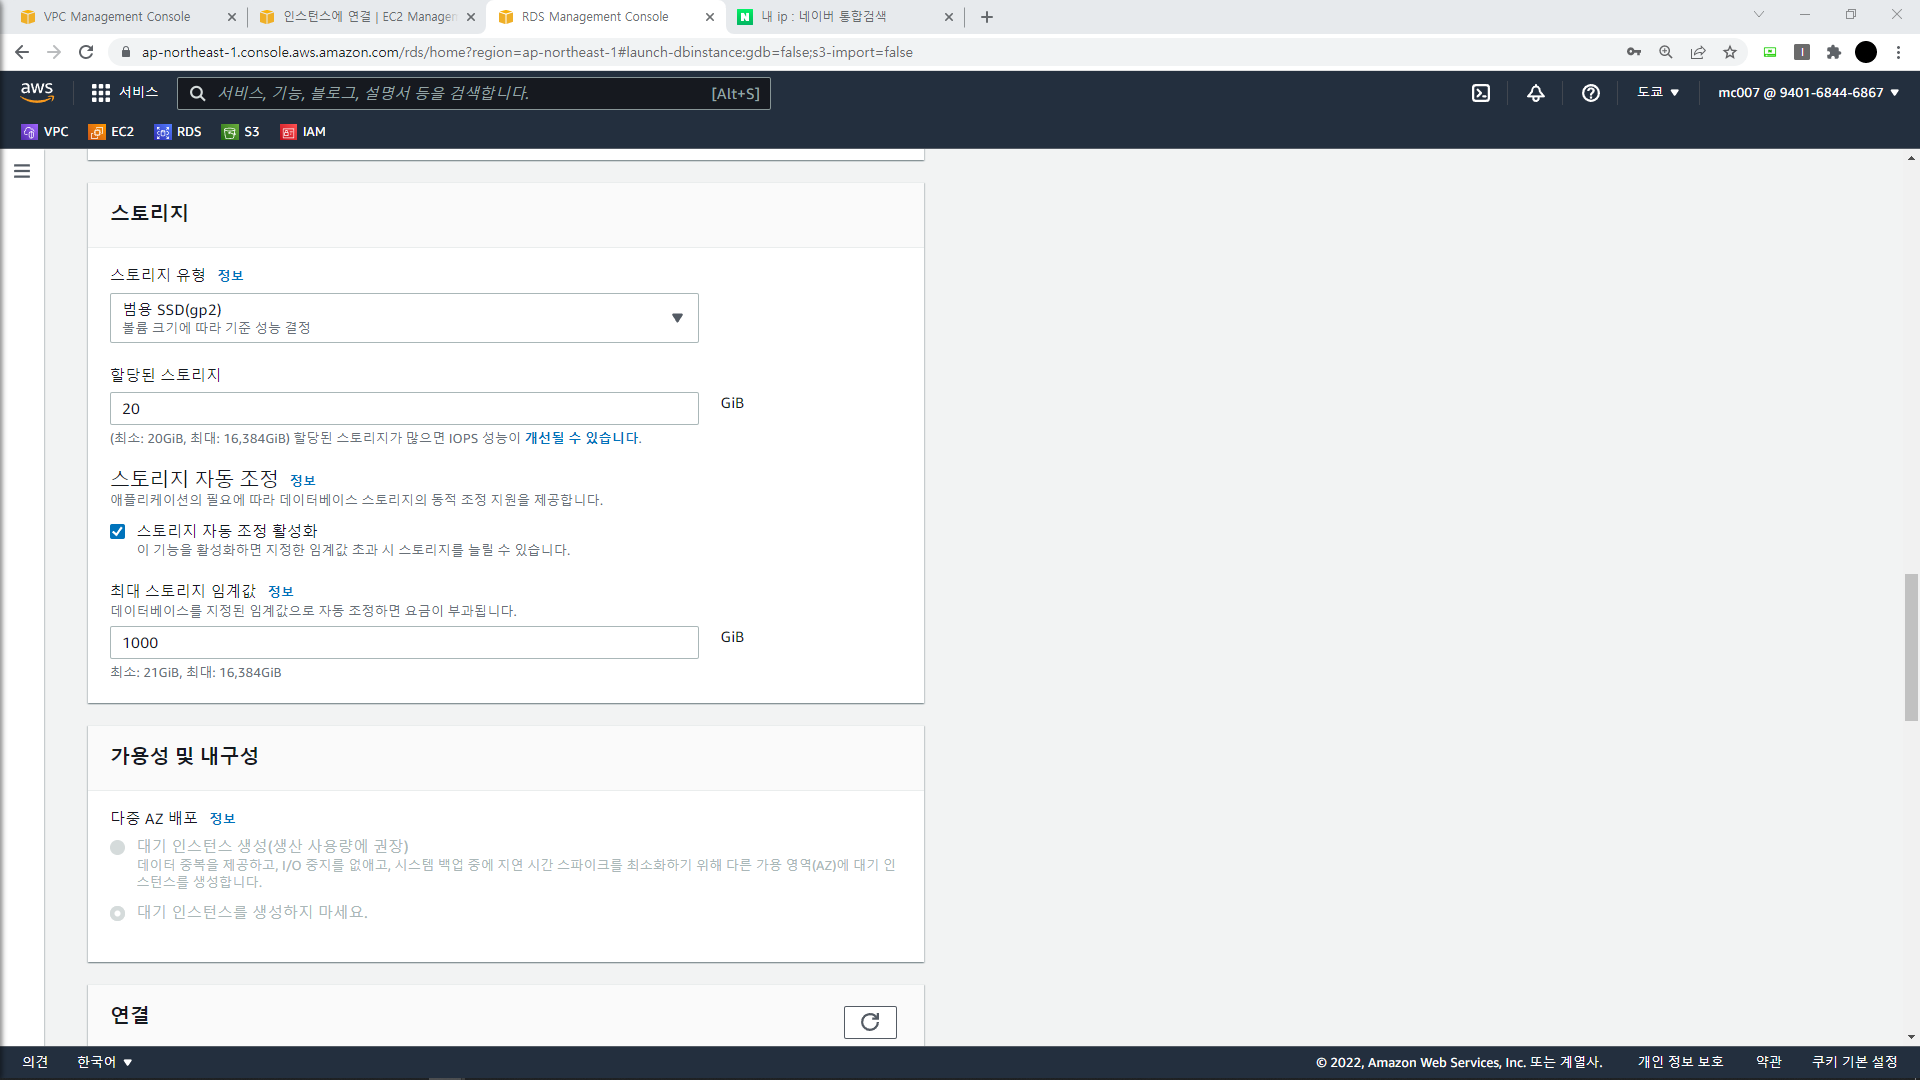 VPC Management Console
인스턴스에 연결 | EC2 Managem
RDS Management Console
내 ip : 네이버 통합검색
ap-northeast-1.console.aws.amazon.com/rds/home?region=ap-northeast-1#launch-dbinstance:gdb=false;s3-import=false
aws
서비스
서비스, 기능, 블로그, 설명서 등을 검색합니다.
[Alt+S]
도쿄
mc007 @ 9401-6844-6867
VPC
EC2
RDS
S3
IAM
스토리지
스토리지 유형 정보
범용 SSD(gp2)
볼륨 크기에 따라 기준 성능 결정
할당된 스토리지
20
GiB
(최소: 20GiB, 최대: 16,384GiB) 할당된 스토리지가 많으면 IOPS 성능이 개선될 수 있습니다.
스토리지 자동 조정 정보
애플리케이션의 필요에 따라 데이터베이스 스토리지의 동적 조정 지원을 제공합니다.
스토리지 자동 조정 활성화
이 기능을 활성화하면 지정한 임계값 초과 시 스토리지를 늘릴 수 있습니다.
최대 스토리지 임계값 정보
데이터베이스를 지정된 임계값으로 자동 조정하면 요금이 부과됩니다.
1000
GiB
최소: 21GiB, 최대: 16,384GiB
가용성 및 내구성
다중 AZ 배포 정보
대기 인스턴스 생성(생산 사용량에 권장)
데이터 중복을 제공하고, I/O 중지를 없애고, 시스템 백업 중에 지연 시간 스파이크를 최소화하기 위해 다른 가용 영역(AZ)에 대기 인
스턴스를 생성합니다.
대기 인스턴스를 생성하지 마세요.
연결
의견
한국어
© 2022, Amazon Web Services, Inc. 또는 계열사.
개인 정보 보호
약관
쿠키 기본 설정